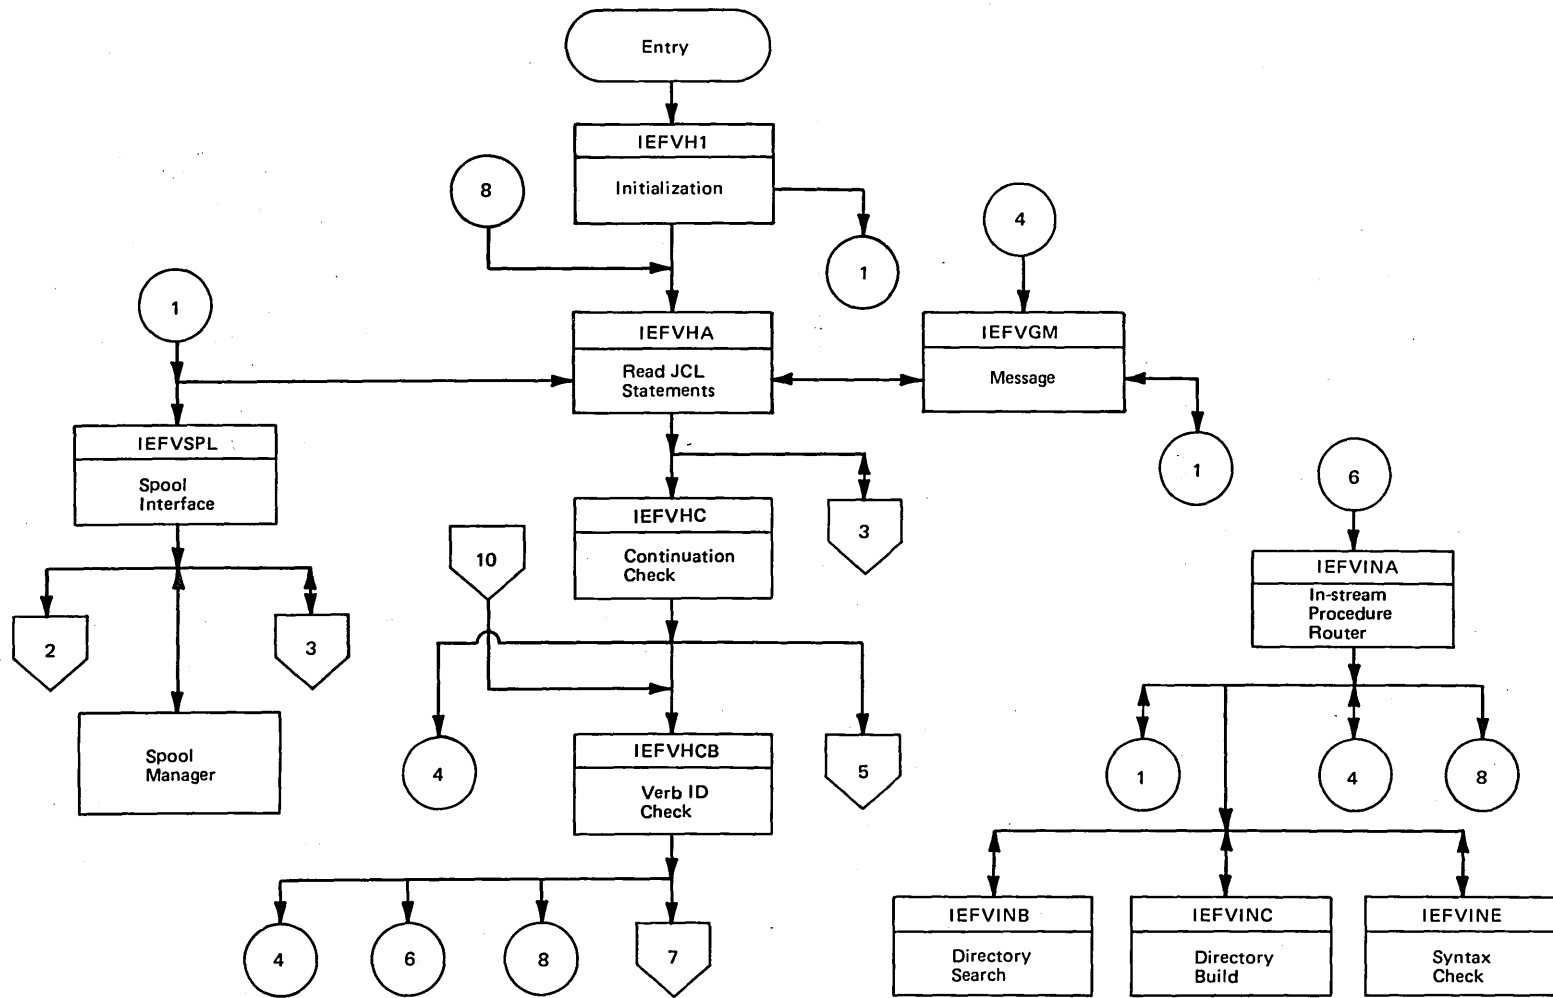 Entry
IEFVH1
Initialization
8
4
1
1
IEFVHA
Read JCL
Statements
IEFVGM
Message
IEFVSPL
Spool
Interface
1
6
IEFVHC
Continuation
Check
3
10
IEFVINA
In-stream
Procedure
Router
2
3
Spool
Manager
4
IEFVHCB
Verb ID
Check
5
1
4
8
IEFVINB
Directory
Search
IEFVINC
Directory
Build
IEFVINE
Syntax
Check
4
6
8
7